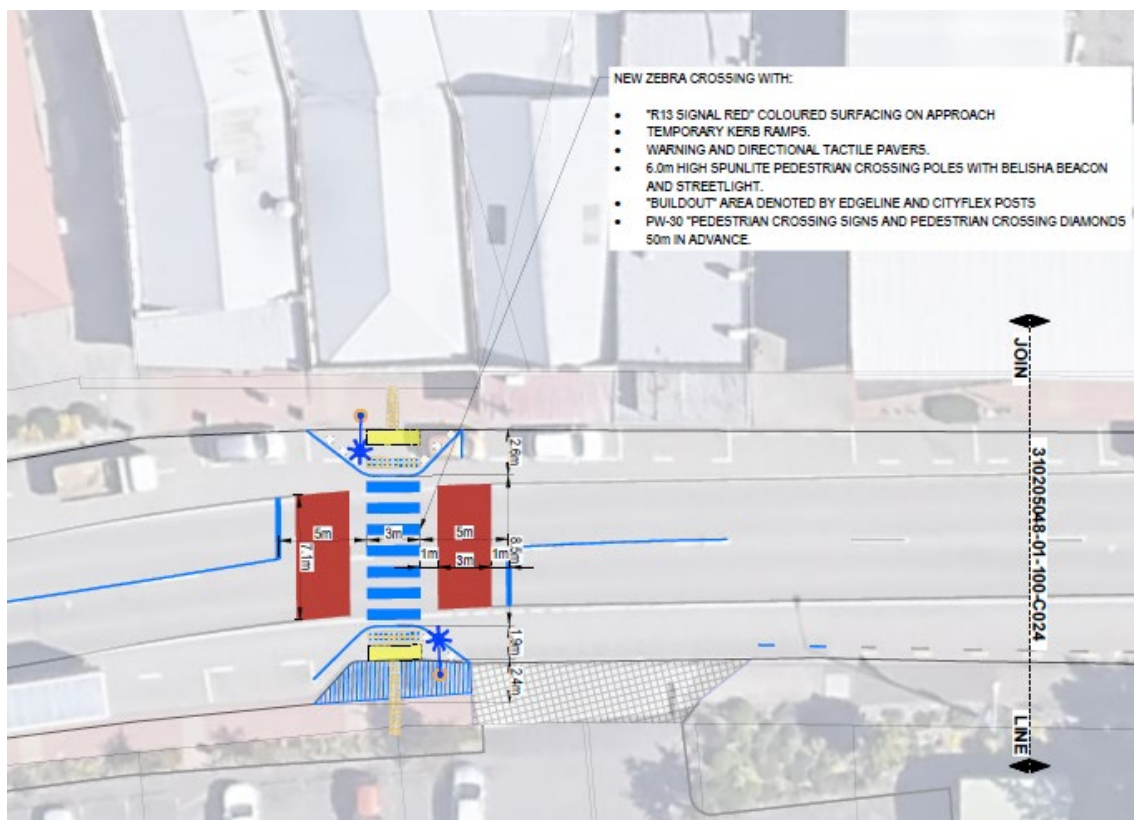 NEW ZEBRA CROSSING WITH:
• "R13 SIGNAL RED" COLOURED SURFACING ON APPROACH
• TEMPORARY KERB RAMPS.
• WARNING AND DIRECTIONAL TACTILE PAVERS.
• 6.0m HIGH SPUNLITE PEDESTRIAN CROSSING POLES WITH BELISHA BEACON
AND STREETLIGHT.
• "BUILDOUT" AREA DENOTED BY EDGELINE AND CITYFLEX POSTS
• PW-30 "PEDESTRIAN CROSSING SIGNS AND PEDESTRIAN CROSSING DIAMONDS
50m IN ADVANCE.
JOIN
310205048-01-100-C024
LINE
2.6m
5m
3m
5m
7.1m
8.5m
1m
3m
1m
1.9m
2.4m